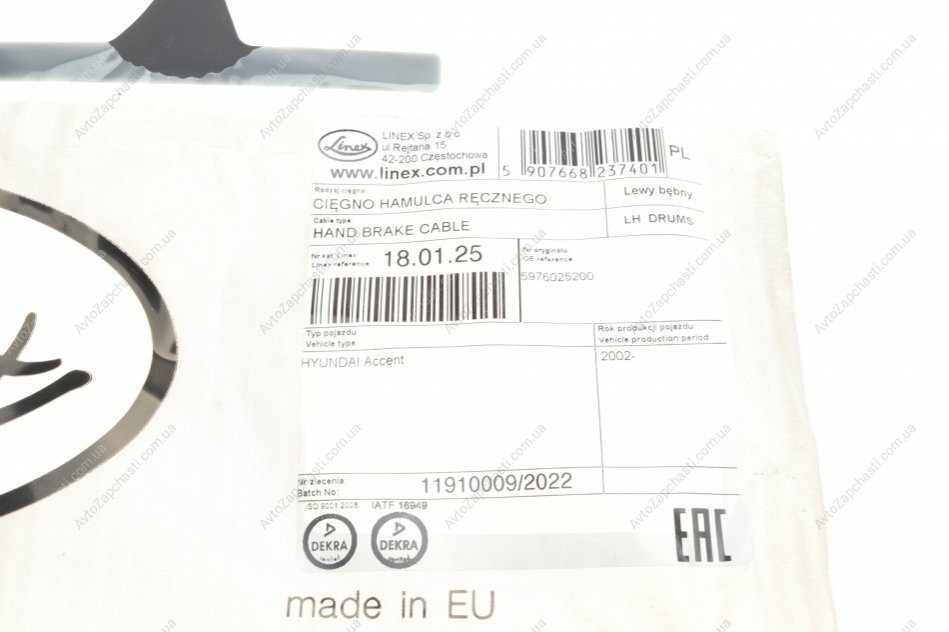 Linex
LINEX Sp. z o o
ul Rejtana 15
42-200 Częstochowa
www.linex.com.pl
5 907668 237401
PL
Rodzaj cięgna:
CIĘGNO HAMULCA RĘCZNEGO
Lewy bębny
Cable type:
HAND BRAKE CABLE
LH DRUMS
Nr kat. Linex
Linex reference
18.01.25
Nr oryginału:
OE reference
5976025200
Typ pojazdu:
Vehicle type
HYUNDAI Accent
Rok produkcji pojazdu:
Vehicle production period:
2002-
Nr zlecenia:
Batch No:
11910009/2022
ISO 9001:2008 IATF 16949
DEKRA DEKRA
EAC
made in EU
AvtoZapchasti.com.ua